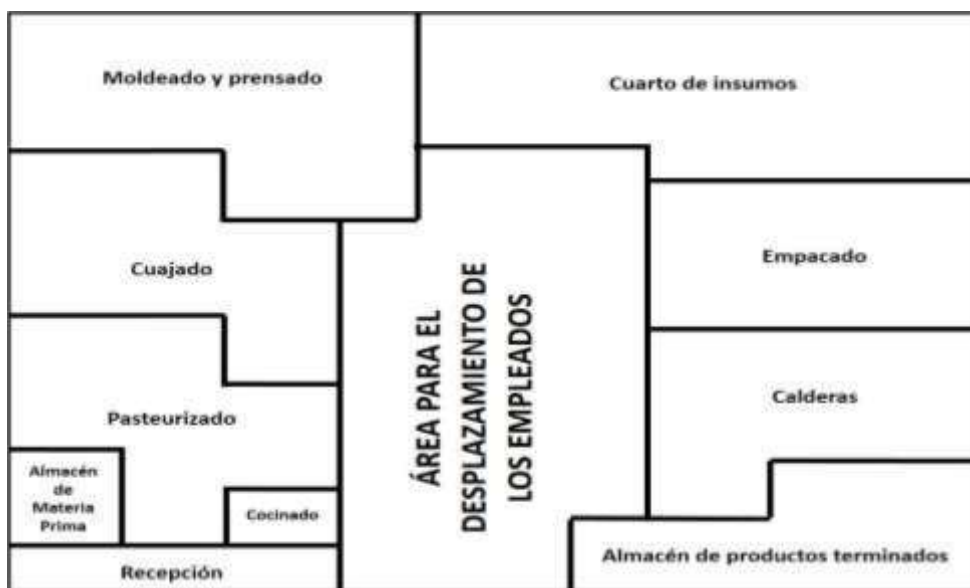 Moldeado y prensado
Cuarto de insumos
Cuajado
Empacado
ÁREA PARA EL
DESPLAZAMIENTO DE
LOS EMPLEADOS
Calderas
Pasteurizado
Almacén
de
Materia
Prima
Cocinado
Almacén de productos terminados
Recepción